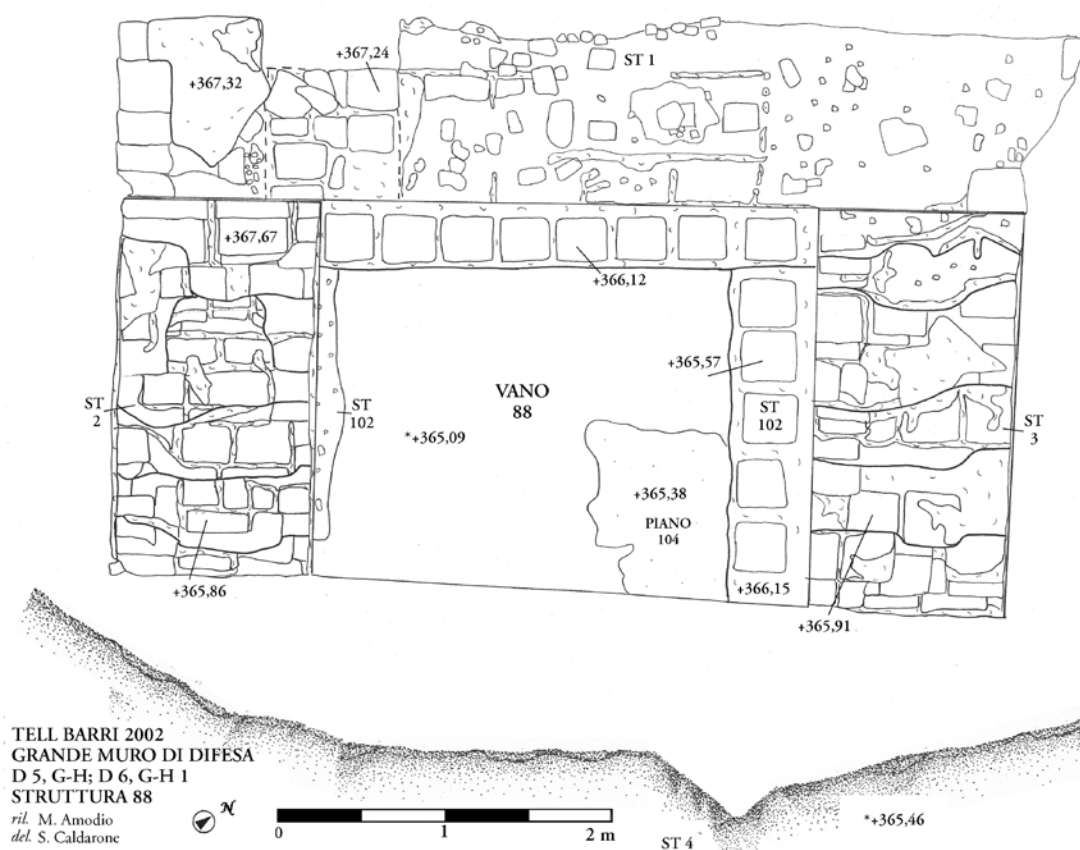 +367,24
ST 1
+367,32
+367,67
+366,12
+365,57
VANO
88
ST
2
ST
102
ST
102
ST
3
*+365,09
+365,38
PIANO
104
+365,86
+366,15
+365,91
TELL BARRI 2002
GRANDE MURO DI DIFESA
D 5, G-H; D 6, G-H 1
STRUTTURA 88
ril. M. Amodio
del. S. Caldarone
N
0
1
2 m
ST 4
*+365,46